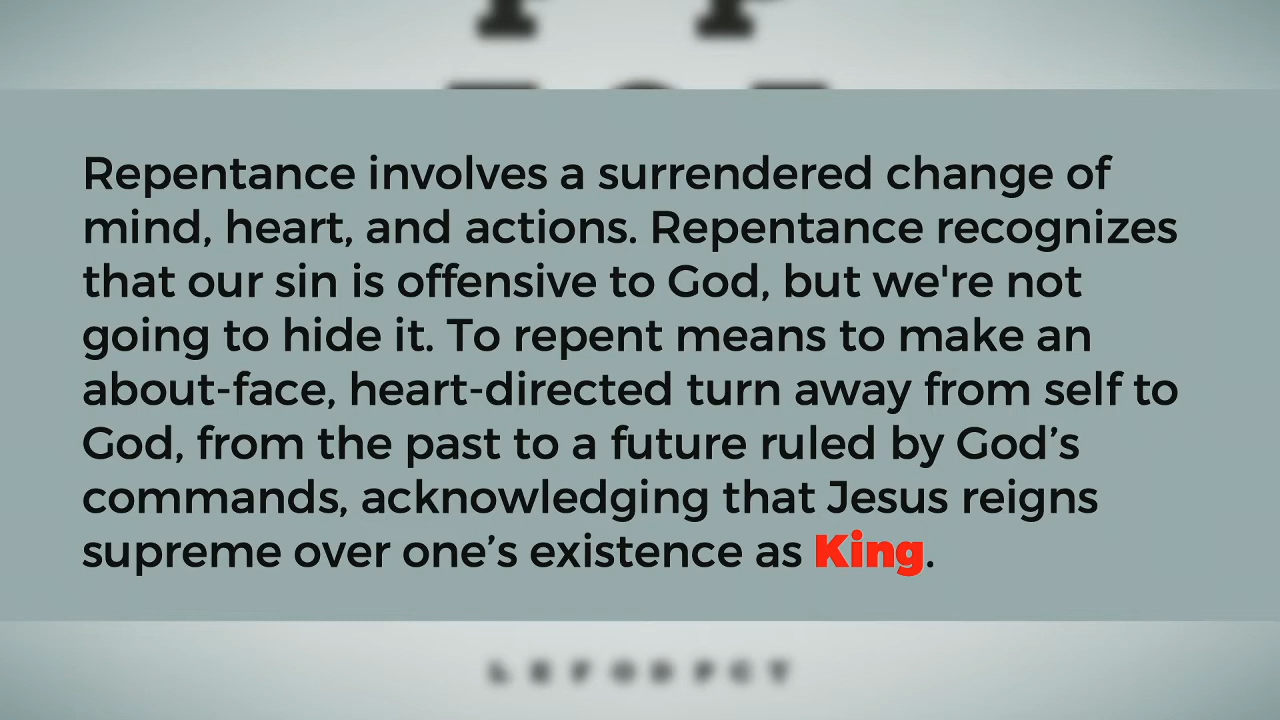 Repentance involves a surrendered change of
mind, heart, and actions. Repentance recognizes
that our sin is offensive to God, but we're not
going to hide it. To repent means to make an
about-face, heart-directed turn away from self to
God, from the past to a future ruled by God’s
commands, acknowledging that Jesus reigns
supreme over one’s existence as King.
L E F O D P C T